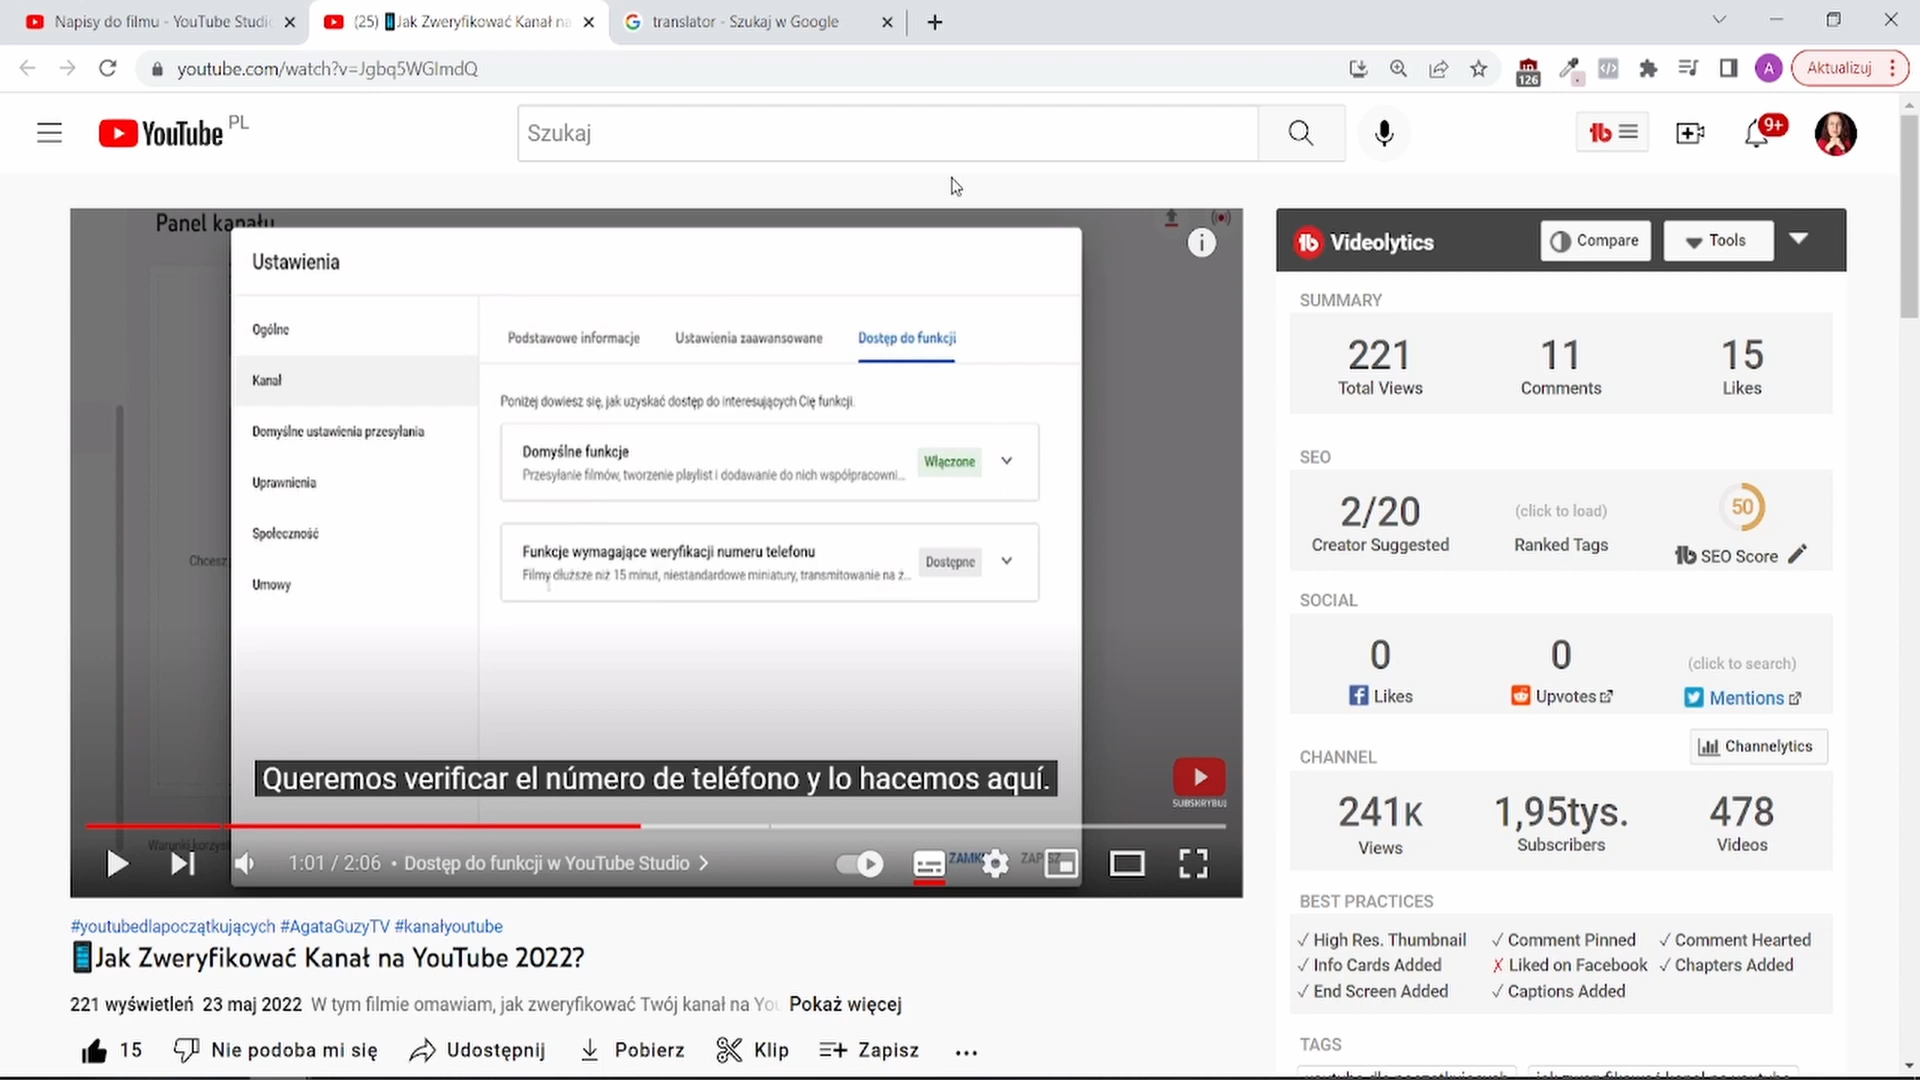 Napisy do filmu - YouTube Studi
(25) 📱Jak Zweryfikować Kanał na
translator - Szukaj w Google
youtube.com/watch?v=Jgbq5WGImdQ
126
A
Aktualizuj
YouTube PL
Szukaj
9+
Panel kanału
Ustawienia
Ogólne
Kanał
Domyślne ustawienia przesyłania
Uprawnienia
Społeczność
Umowy
Podstawowe informacje
Ustawienia zaawansowane
Dostęp do funkcji
Poniżej dowiesz się, jak uzyskać dostęp do interesujących Cię funkcji.
Domyślne funkcje
Przesyłanie filmów, tworzenie playlist i dodawanie do nich współpracowni...
Włączone
Funkcje wymagające weryfikacji numeru telefonu
Filmy dłuższe niż 15 minut, niestandardowe miniatury, transmitowanie na ż...
Dostępne
Chcesz
Queremos verificar el número de teléfono y lo hacemos aquí.
SUBSKRYBUJ
1:01 / 2:06 • Dostęp do funkcji w YouTube Studio
#youtubedlapoczątkujących #AgataGuzyTV #kanałyoutube
📱Jak Zweryfikować Kanał na YouTube 2022?
221 wyświetleń 23 maj 2022 W tym filmie omawiam, jak zweryfikować Twój kanał na You Pokaż więcej
15 Nie podoba mi się Udostępnij Pobierz Klip Zapisz ...
Videolytics
Compare
Tools
SUMMARY
221 11 15
Total Views Comments Likes
SEO
2/20 (click to load) 50
Creator Suggested Ranked Tags SEO Score
SOCIAL
0 0 (click to search)
Likes Upvotes Mentions
CHANNEL
Channelytics
241K 1,95tys. 478
Views Subscribers Videos
BEST PRACTICES
✓ High Res. Thumbnail ✓ Comment Pinned ✓ Comment Hearted
✓ Info Cards Added ✗ Liked on Facebook ✓ Chapters Added
✓ End Screen Added ✓ Captions Added
TAGS